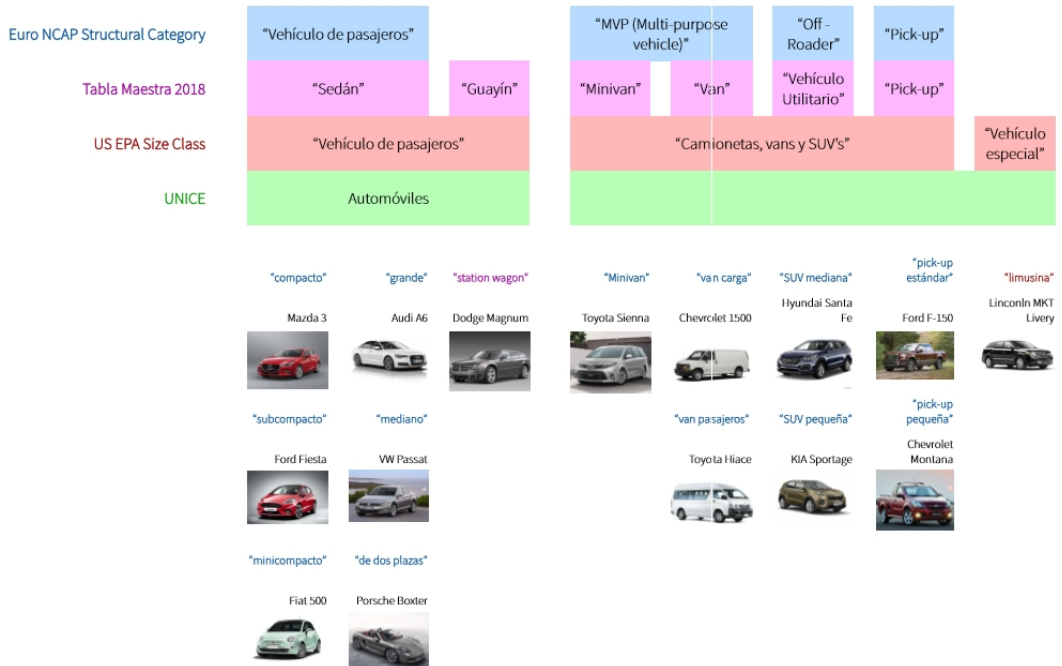 Euro NCAP Structural Category
“Vehículo de pasajeros”
“MVP (Multi-purpose
vehicle)”
“Off -
Roader”
“Pick-up”
Tabla Maestra 2018
“Sedán”
“Guayín”
“Minivan”
“Van”
“Vehículo
Utilitario”
“Pick-up”
US EPA Size Class
“Vehículo de pasajeros”
“Camionetas, vans y SUV’s”
“Vehículo
especial”
UNICE
Automóviles
“compacto”
“grande”
“station wagon”
“Minivan”
“van carga”
“SUV mediana”
“pick-up
estándar”
“limusina”
Mazda 3
Audi A6
Dodge Magnum
Toyota Sienna
Chevrolet 1500
Hyundai Santa
Fe
Ford F-150
Linconln MKT
Livery
“subcompacto”
“mediano”
“van pasajeros”
“SUV pequeña”
“pick-up
pequeña”
Ford Fiesta
VW Passat
Toyota Hiace
KIA Sportage
Chevrolet
Montana
“minicompacto”
“de dos plazas”
Fiat 500
Porsche Boxter